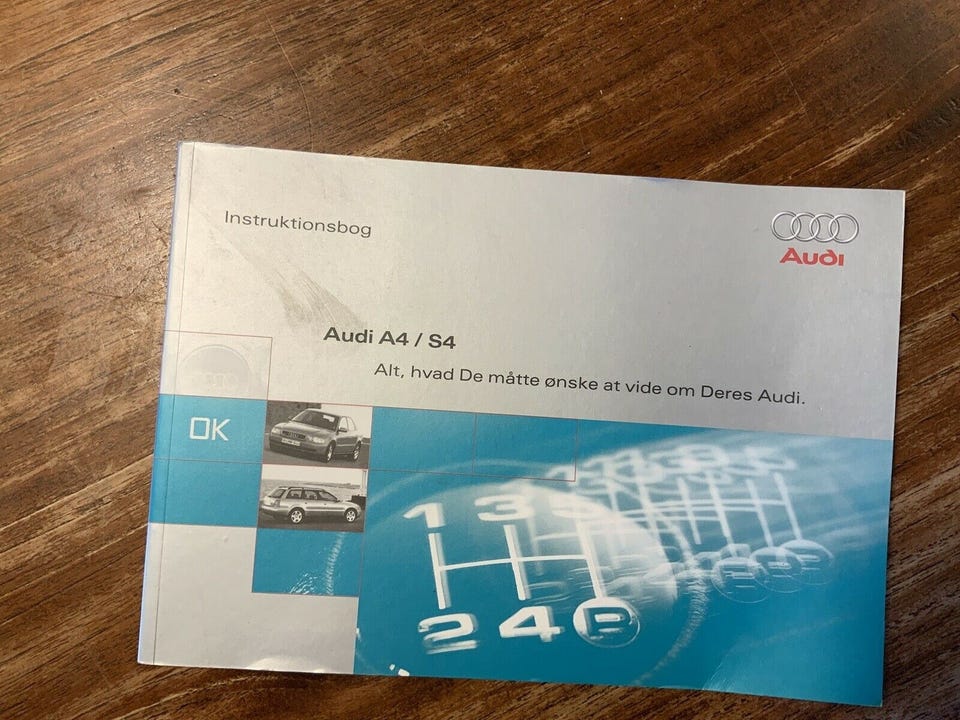 Instruktionsbog
Audi
Audi A4 / S4
Alt, hvad De måtte ønske at vide om Deres Audi.
OK
1 3 5
2 4 R